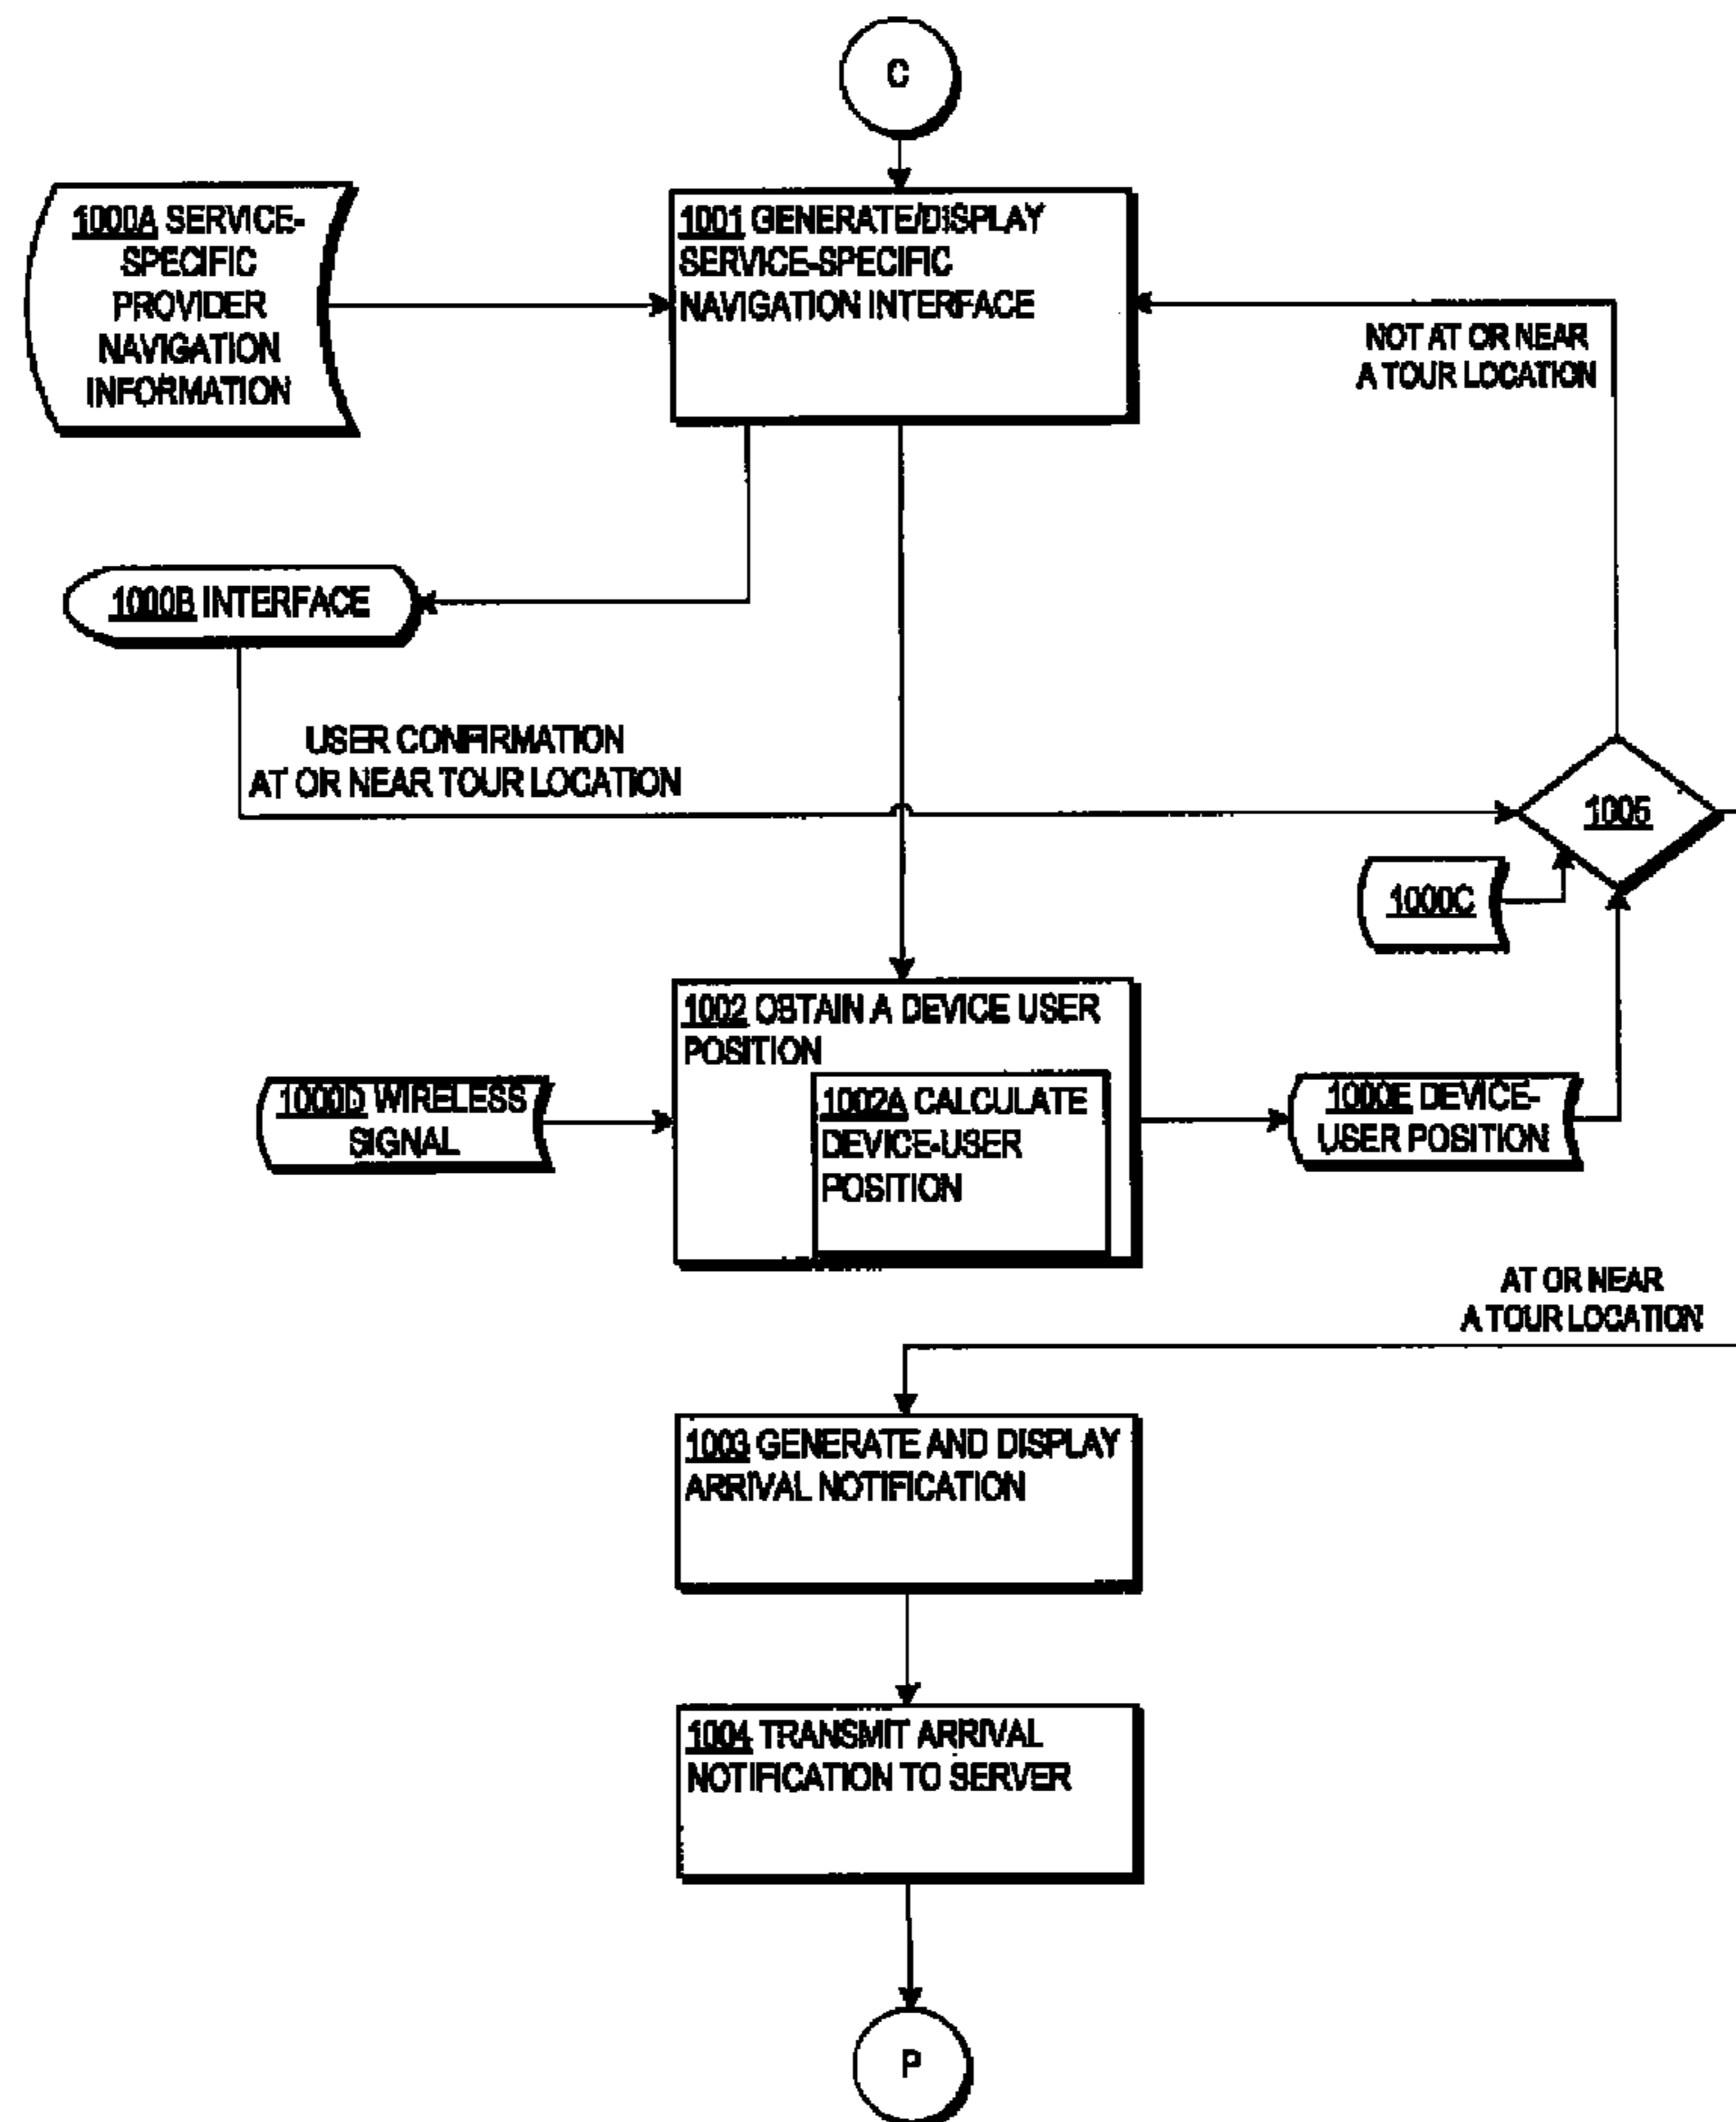 C
1000A SERVICE-
SPECIFIC
PROVIDER
NAVIGATION
INFORMATION
1001 GENERATE/DISPLAY
SERVICE-SPECIFIC
NAVIGATION INTERFACE
NOT AT OR NEAR
A TOUR LOCATION
1000B INTERFACE
USER CONFIRMATION
AT OR NEAR TOUR LOCATION
1005
1000C
1002 OBTAIN A DEVICE USER
POSITION
1002A CALCULATE
DEVICE-USER
POSITION
1000D WIRELESS
SIGNAL
1000E DEVICE-
USER POSITION
AT OR NEAR
A TOUR LOCATION
1003 GENERATE AND DISPLAY
ARRIVAL NOTIFICATION
1004 TRANSMIT ARRIVAL
NOTIFICATION TO SERVER
P